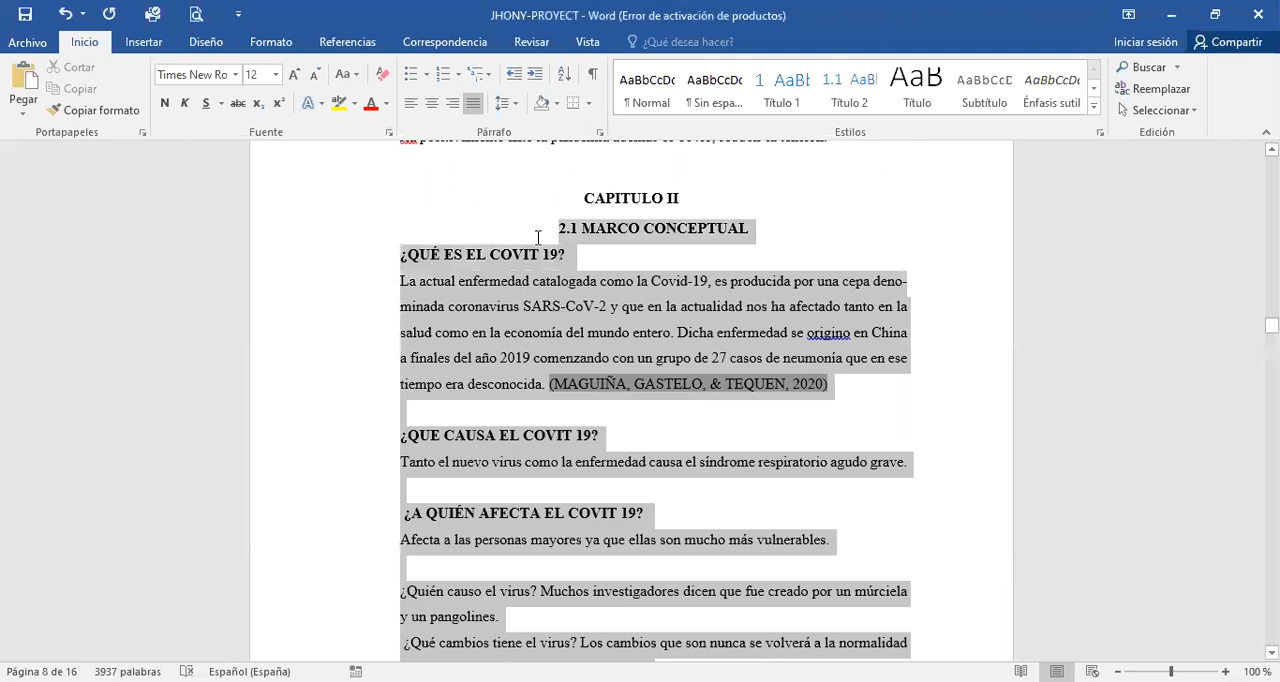 JHONY-PROYECT - Word (Error de activación de productos)
Archivo Inicio Insertar Diseño Formato Referencias Correspondencia Revisar Vista ¿Qué desea hacer? Iniciar sesión Compartir
Pegar
Cortar
Copiar
Copiar formato
Portapapeles
Times New Ro 12
Aa
N K S abc x₂ x²
Fuente
Párrafo
AaBbCcDc AaBbCcDc 1 AaBb 1.1 AaBb AaB AaBbCcDc AaBbCcDc
¶ Normal ¶ Sin espa... Título 1 Título 2 Título Subtítulo Énfasis sutil
Estilos
Buscar
Reemplazar
Seleccionar
Edición
CAPITULO II
2.1 MARCO CONCEPTUAL
¿QUÉ ES EL COVIT 19?
La actual enfermedad catalogada como la Covid-19, es producida por una cepa deno-
minada coronavirus SARS-CoV-2 y que en la actualidad nos ha afectado tanto en la
salud como en la economía del mundo entero. Dicha enfermedad se origino en China
a finales del año 2019 comenzando con un grupo de 27 casos de neumonía que en ese
tiempo era desconocida. (MAGUIÑA, GASTELO, & TEQUEN, 2020)
¿QUE CAUSA EL COVIT 19?
Tanto el nuevo virus como la enfermedad causa el síndrome respiratorio agudo grave.
¿A QUIÉN AFECTA EL COVIT 19?
Afecta a las personas mayores ya que ellas son mucho más vulnerables.
¿Quién causo el virus? Muchos investigadores dicen que fue creado por un múrciela
y un pangolines.
¿Qué cambios tiene el virus? Los cambios que son nunca se volverá a la normalidad
Página 8 de 16 3937 palabras Español (España) 100 %